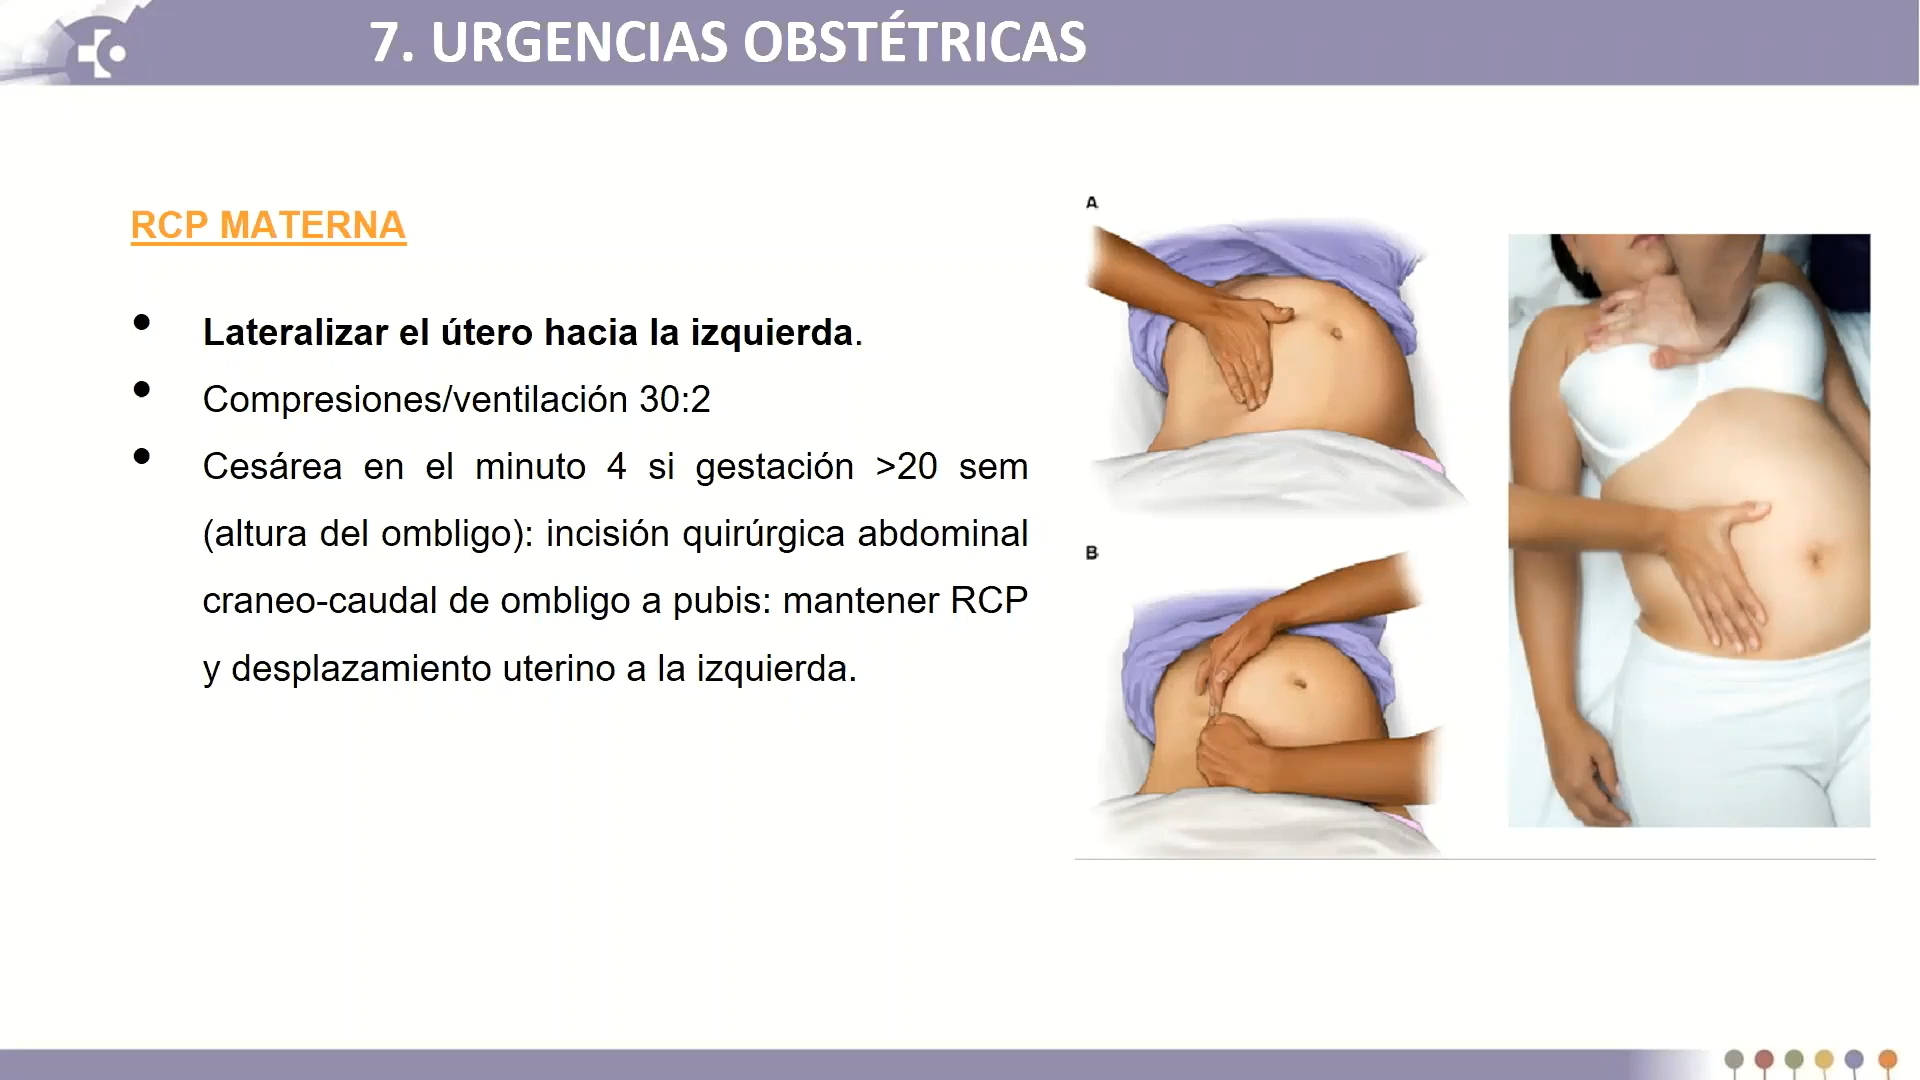 7. URGENCIAS OBSTÉTRICAS
RCP MATERNA
• Lateralizar el útero hacia la izquierda.
• Compresiones/ventilación 30:2
• Cesárea en el minuto 4 si gestación >20 sem
(altura del ombligo): incisión quirúrgica abdominal
craneo-caudal de ombligo a pubis: mantener RCP
y desplazamiento uterino a la izquierda.
A
B